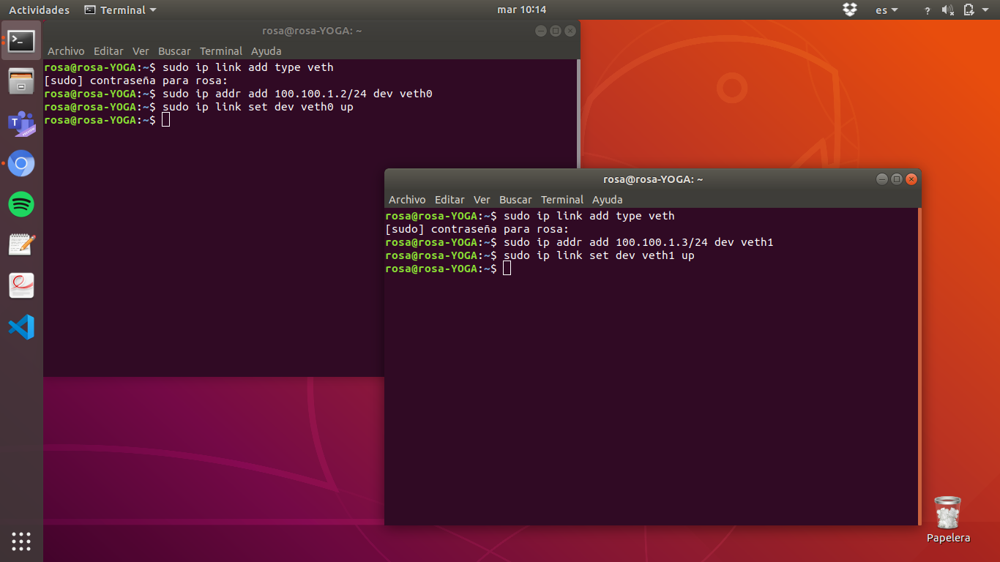 Actividades Terminal mar 10:14 es ?
rosa@rosa-YOGA: ~
Archivo Editar Ver Buscar Terminal Ayuda
rosa@rosa-YOGA:~$ sudo ip link add type veth
[sudo] contraseña para rosa:
rosa@rosa-YOGA:~$ sudo ip addr add 100.100.1.2/24 dev veth0
rosa@rosa-YOGA:~$ sudo ip link set dev veth0 up
rosa@rosa-YOGA:~$
rosa@rosa-YOGA: ~
Archivo Editar Ver Buscar Terminal Ayuda
rosa@rosa-YOGA:~$ sudo ip link add type veth
[sudo] contraseña para rosa:
rosa@rosa-YOGA:~$ sudo ip addr add 100.100.1.3/24 dev veth1
rosa@rosa-YOGA:~$ sudo ip link set dev veth1 up
rosa@rosa-YOGA:~$
Papelera